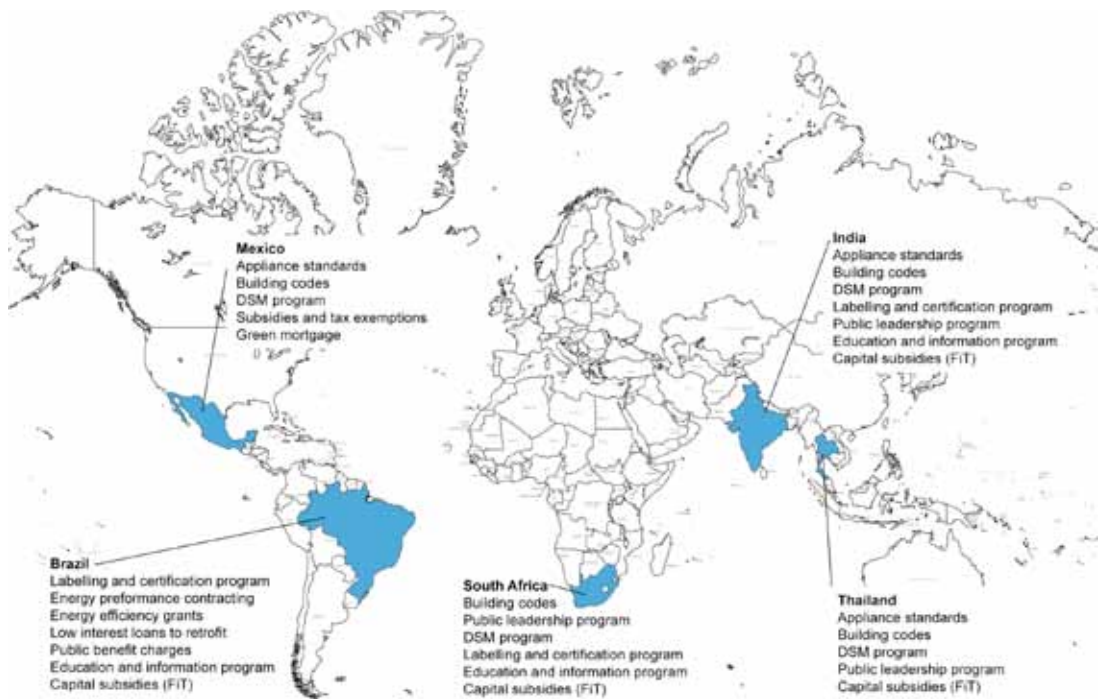 Mexico
Appliance standards
Building codes
DSM program
Subsidies and tax exemptions
Green mortgage
India
Appliance standards
Building codes
DSM program
Labelling and certification program
Public leadership program
Education and information program
Capital subsidies (FiT)
Brazil
Labelling and certification program
Energy preformance contracting
Energy efficiency grants
Low interest loans to retrofit
Public benefit charges
Education and information program
Capital subsidies (FiT)
South Africa
Building codes
Public leadership program
DSM program
Labelling and certification program
Education and information program
Capital subsidies (FiT)
Thailand
Appliance standards
Building codes
DSM program
Public leadership program
Capital subsidies (FiT)